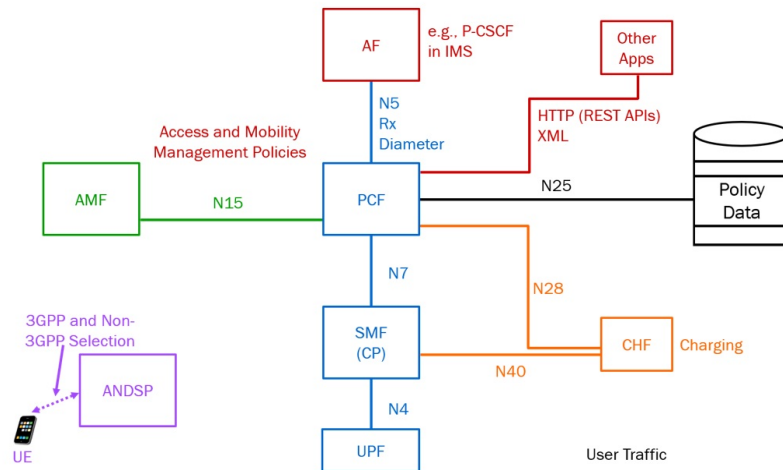 AF
e.g., P-CSCF
in IMS
Other
Apps
N5
Rx
Diameter
HTTP (REST APIs)
XML
Access and Mobility
Management Policies
AMF
N15
PCF
N25
Policy
Data
N7
N28
3GPP and Non-
3GPP Selection
SMF
(CP)
N40
CHF
Charging
ANDSP
N4
UE
UPF
User Traffic